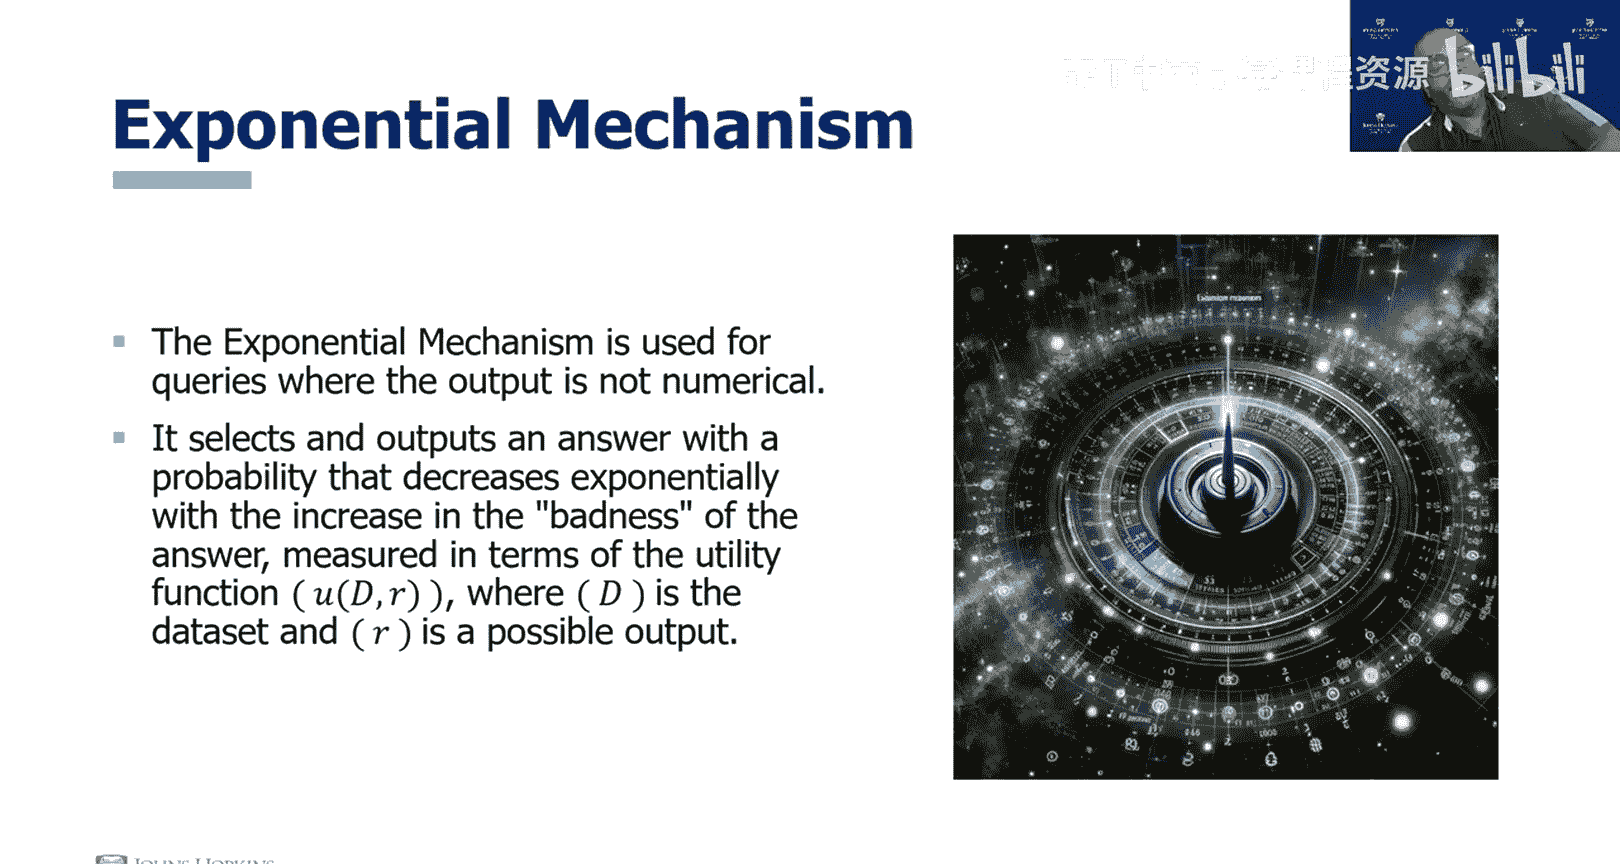 资源
bilibili
Exponential Mechanism
▪ The Exponential Mechanism is used for
queries where the output is not numerical.
▪ It selects and outputs an answer with a
probability that decreases exponentially
with the increase in the "badness" of the
answer, measured in terms of the utility
function ( u(D, r) ), where ( D ) is the
dataset and ( r ) is a possible output.
JOHNS HOPKINS